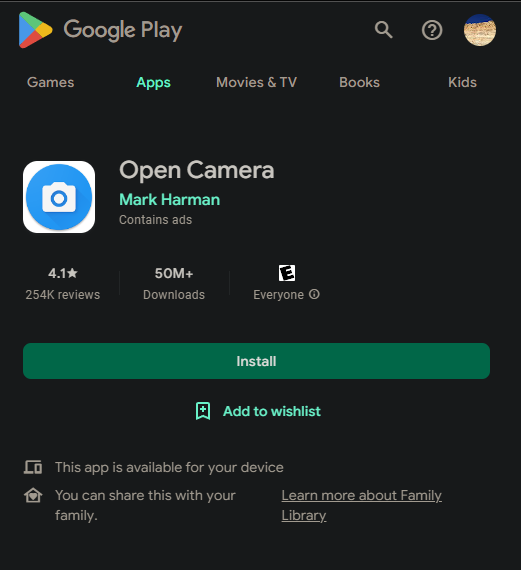 Google Play
Games Apps Movies & TV Books Kids
Open Camera
Mark Harman
Contains ads
4.1★ 50M+ E
254K reviews Downloads Everyone
Install
Add to wishlist
This app is available for your device
You can share this with your
family.
Learn more about Family
Library